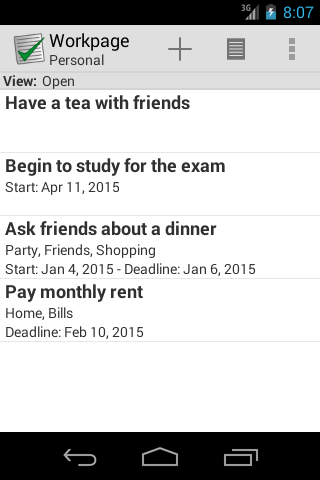 3G 8:07
Workpage
Personal
View: Open
Have a tea with friends
Begin to study for the exam
Start: Apr 11, 2015
Ask friends about a dinner
Party, Friends, Shopping
Start: Jan 4, 2015 - Deadline: Jan 6, 2015
Pay monthly rent
Home, Bills
Deadline: Feb 10, 2015